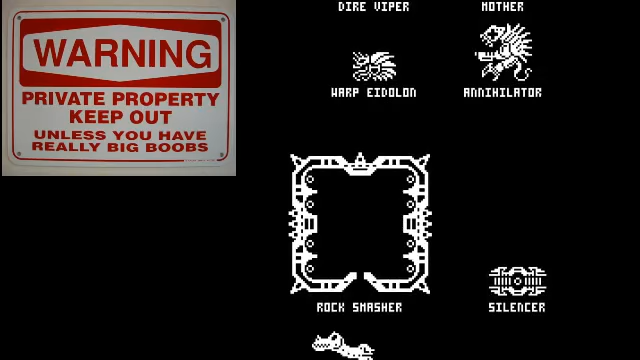 WARNING
PRIVATE PROPERTY
KEEP OUT
UNLESS YOU HAVE
REALLY BIG BOOBS
DIRE VIPER
MOTHER
WARP EIDOLON
ANNIHILATOR
ROCK SMASHER
SILENCER